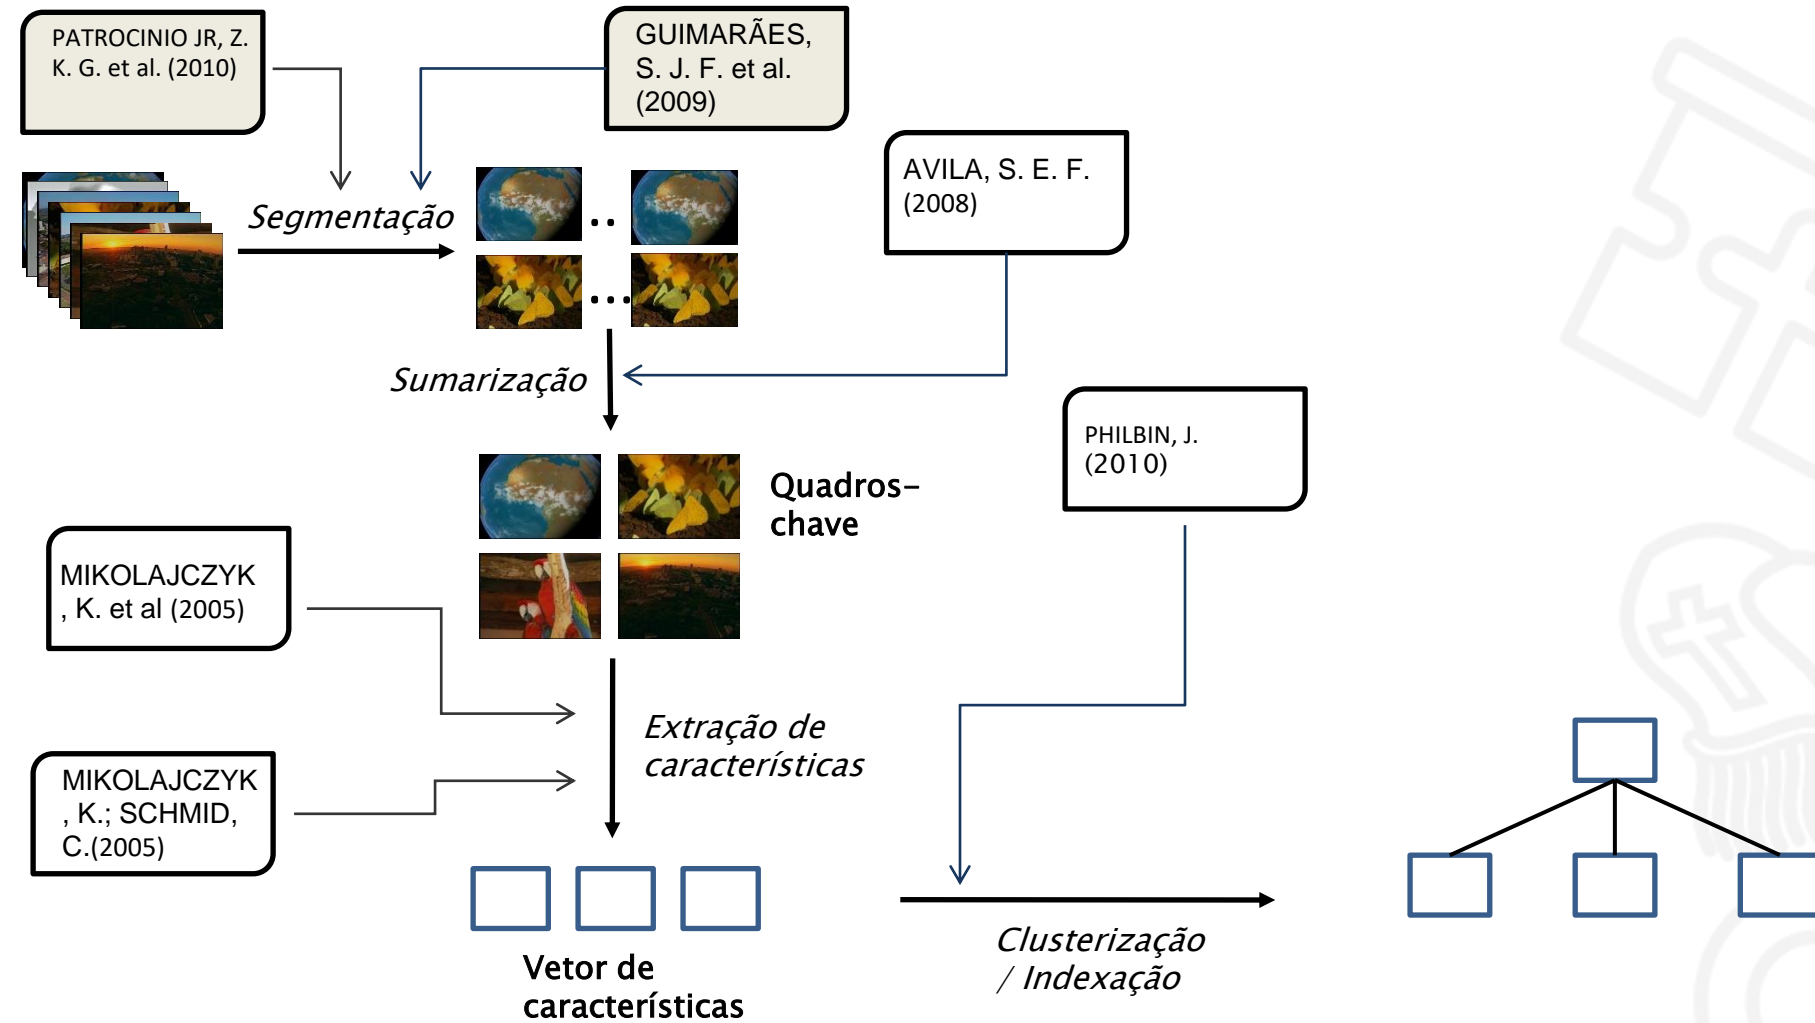 PATROCINIO JR, Z.
K. G. et al. (2010)
GUIMARÃES,
S. J. F. et al.
(2009)
AVILA, S. E. F.
(2008)
Segmentação
..
...
Sumarização
PHILBIN, J.
(2010)
Quadros-
chave
MIKOLAJCZYK
, K. et al (2005)
Extração de
características
MIKOLAJCZYK
, K.; SCHMID,
C.(2005)
Clusterização
/ Indexação
Vetor de
características